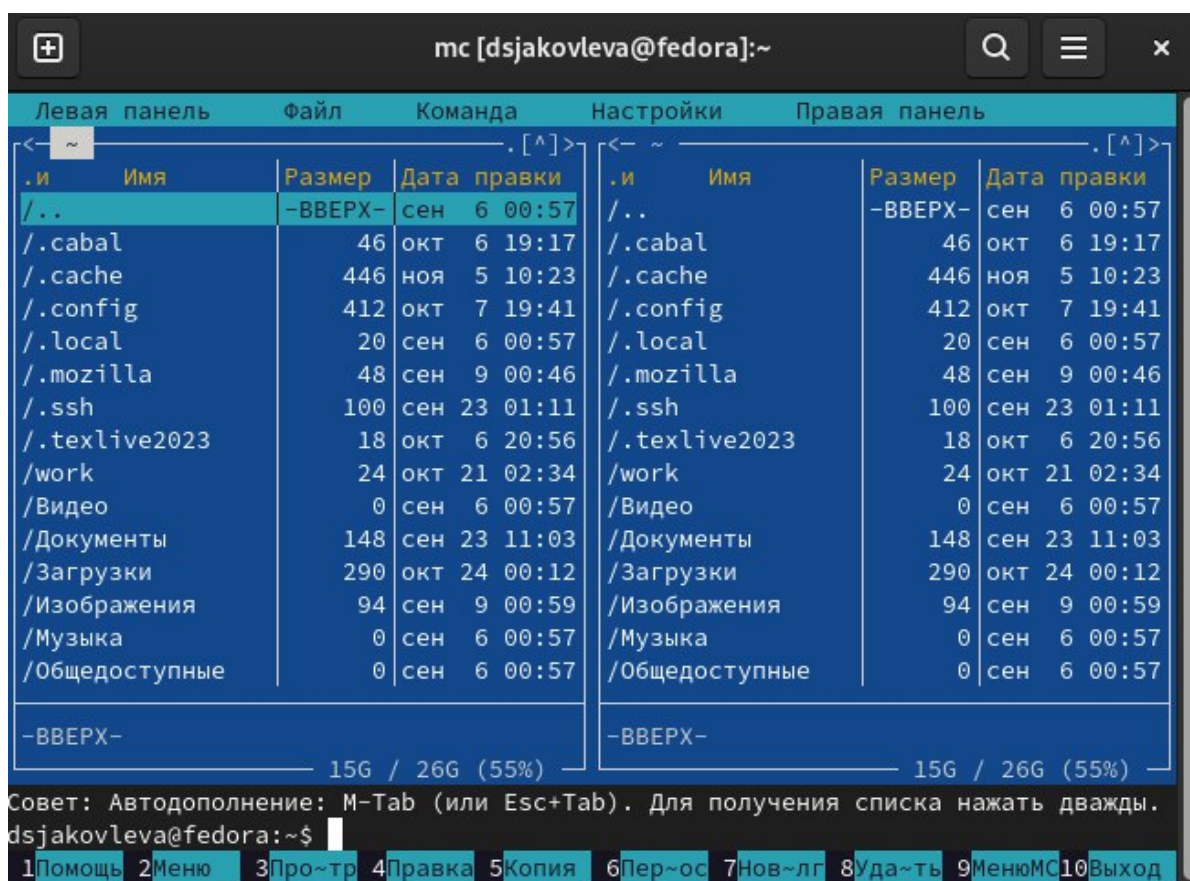 mc [dsjakovleva@fedora]:~
Левая панель Файл Команда Настройки Правая панель
<— ~ .[^]> <— ~ .[^]>
.и Имя Размер Дата правки .и Имя Размер Дата правки
/.. -ВВЕРХ- сен 6 00:57 /.. -ВВЕРХ- сен 6 00:57
/.cabal 46 окт 6 19:17 /.cabal 46 окт 6 19:17
/.cache 446 ноя 5 10:23 /.cache 446 ноя 5 10:23
/.config 412 окт 7 19:41 /.config 412 окт 7 19:41
/.local 20 сен 6 00:57 /.local 20 сен 6 00:57
/.mozilla 48 сен 9 00:46 /.mozilla 48 сен 9 00:46
/.ssh 100 сен 23 01:11 /.ssh 100 сен 23 01:11
/.texlive2023 18 окт 6 20:56 /.texlive2023 18 окт 6 20:56
/work 24 окт 21 02:34 /work 24 окт 21 02:34
/Видео 0 сен 6 00:57 /Видео 0 сен 6 00:57
/Документы 148 сен 23 11:03 /Документы 148 сен 23 11:03
/Загрузки 290 окт 24 00:12 /Загрузки 290 окт 24 00:12
/Изображения 94 сен 9 00:59 /Изображения 94 сен 9 00:59
/Музыка 0 сен 6 00:57 /Музыка 0 сен 6 00:57
/Общедоступные 0 сен 6 00:57 /Общедоступные 0 сен 6 00:57
-ВВЕРХ- -ВВЕРХ-
15G / 26G (55%) 15G / 26G (55%)
Совет: Автодополнение: M-Tab (или Esc+Tab). Для получения списка нажать дважды.
dsjakovleva@fedora:~$
1Помощь 2Меню 3Про~тр 4Правка 5Копия 6Пер~ос 7Нов~лг 8Уда~ть 9МенюМС10Выход